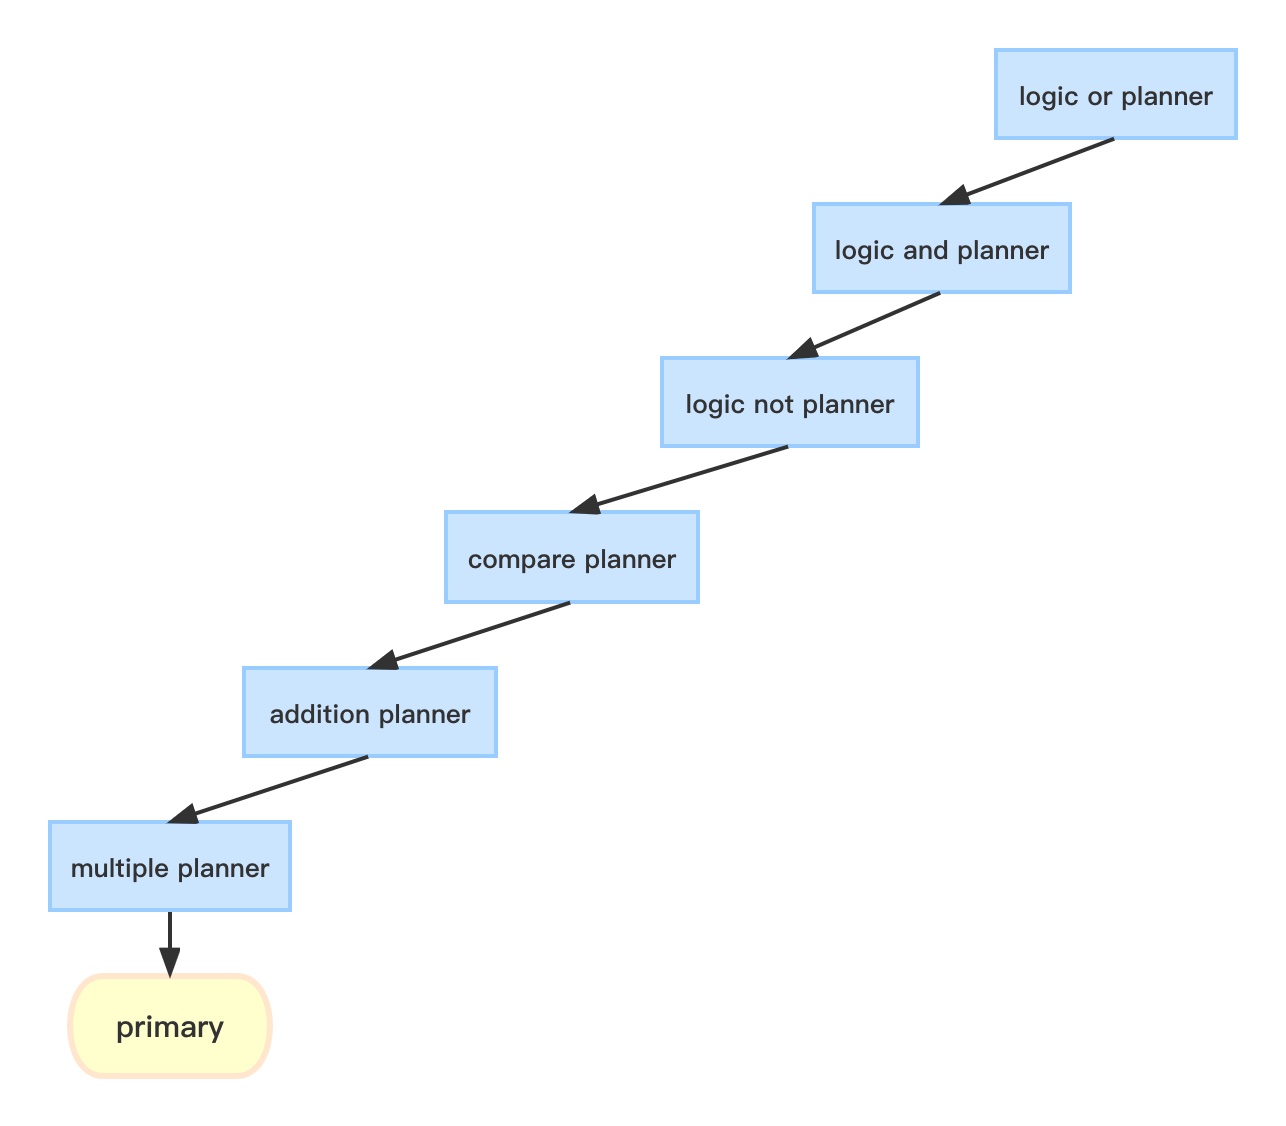 logic or planner
logic and planner
logic not planner
compare planner
addition planner
multiple planner
primary